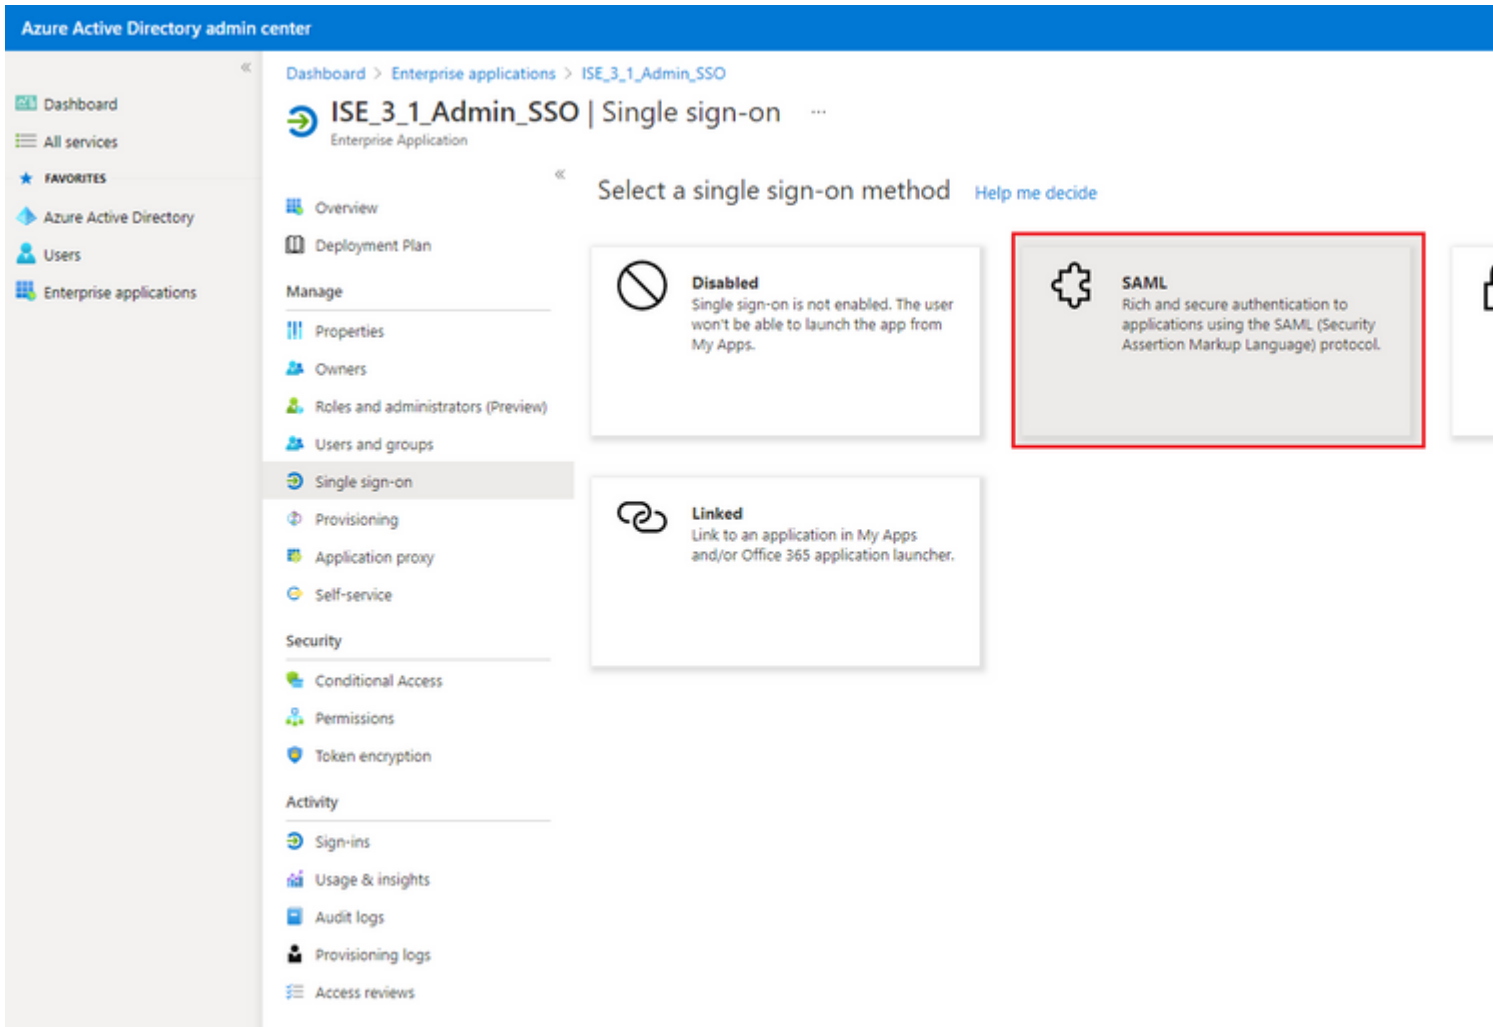 Azure Active Directory admin center
«
Dashboard
All services
FAVORITES
Azure Active Directory
Users
Enterprise applications
Dashboard > Enterprise applications > ISE_3_1_Admin_SSO
ISE_3_1_Admin_SSO | Single sign-on ...
Enterprise Application
«
Overview
Deployment Plan
Manage
Properties
Owners
Roles and administrators (Preview)
Users and groups
Single sign-on
Provisioning
Application proxy
Self-service
Security
Conditional Access
Permissions
Token encryption
Activity
Sign-ins
Usage & insights
Audit logs
Provisioning logs
Access reviews
Select a single sign-on method Help me decide
Disabled
Single sign-on is not enabled. The user
won't be able to launch the app from
My Apps.
SAML
Rich and secure authentication to
applications using the SAML (Security
Assertion Markup Language) protocol.
Linked
Link to an application in My Apps
and/or Office 365 application launcher.